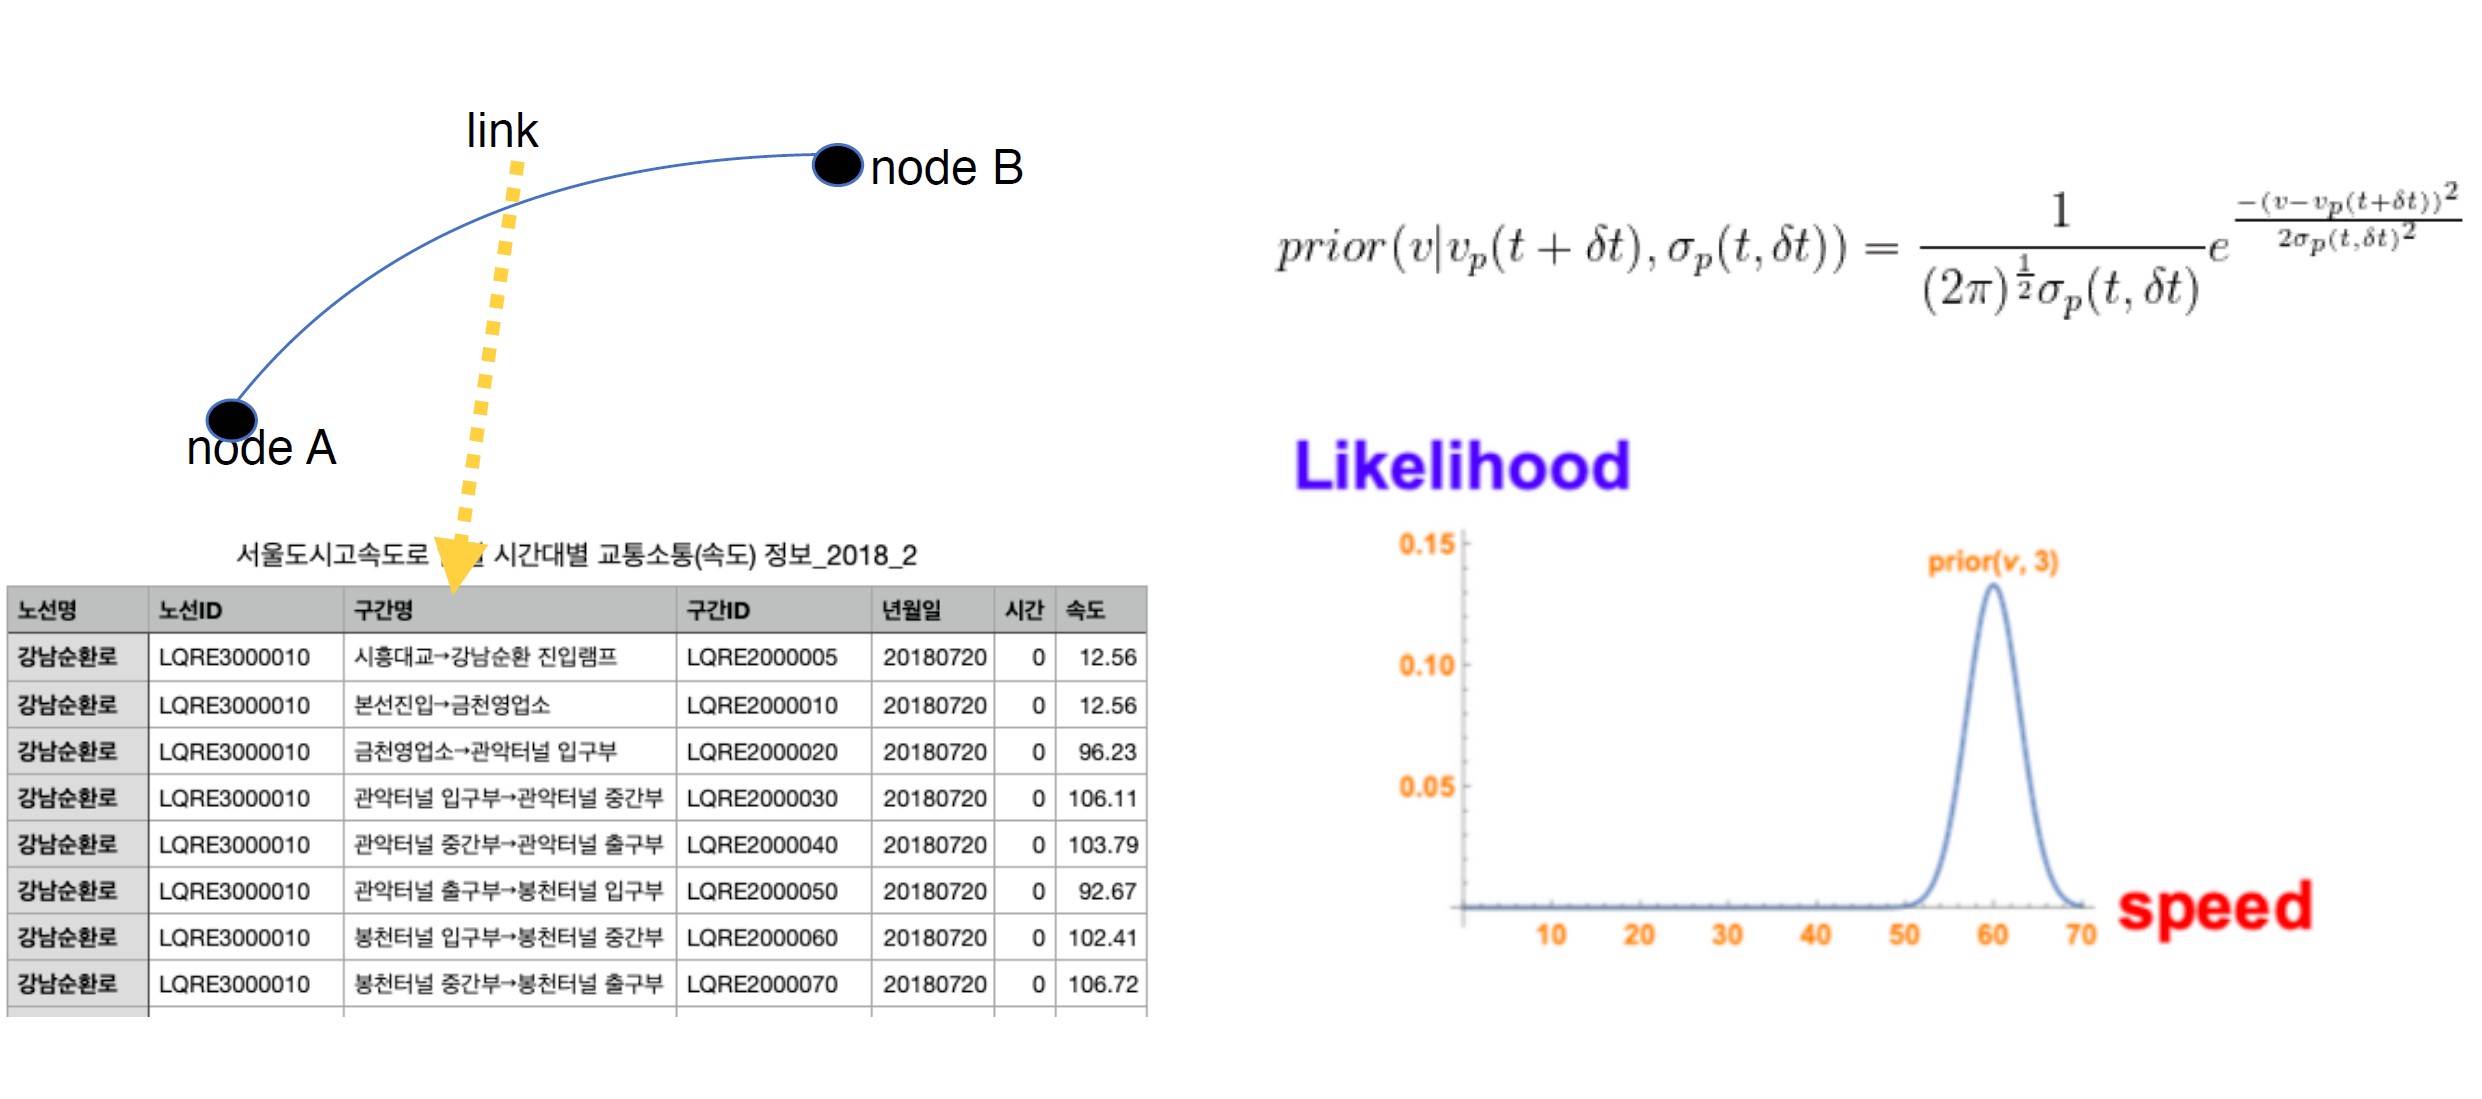 link
node B
node A
서울도시고속도로 시간대별 교통소통(속도) 정보_2018_2
노선명 노선ID 구간명 구간ID 년월일 시간 속도
강남순환로 LQRE3000010 시흥대교→강남순환 진입램프 LQRE2000005 20180720 0 12.56
강남순환로 LQRE3000010 본선진입→금천영업소 LQRE2000010 20180720 0 12.56
강남순환로 LQRE3000010 금천영업소→관악터널 입구부 LQRE2000020 20180720 0 96.23
강남순환로 LQRE3000010 관악터널 입구부→관악터널 중간부 LQRE2000030 20180720 0 106.11
강남순환로 LQRE3000010 관악터널 중간부→관악터널 출구부 LQRE2000040 20180720 0 103.79
강남순환로 LQRE3000010 관악터널 출구부→봉천터널 입구부 LQRE2000050 20180720 0 92.67
강남순환로 LQRE3000010 봉천터널 입구부→봉천터널 중간부 LQRE2000060 20180720 0 102.41
강남순환로 LQRE3000010 봉천터널 중간부→봉천터널 출구부 LQRE2000070 20180720 0 106.72
prior(v|v_p(t + δt), σ_p(t, δt)) = \frac{1}{(2π)^{\frac{1}{2}}σ_p(t, δt)} e^{\frac{-(v-v_p(t+δt))^2}{2σ_p(t,δt)^2}}
Likelihood
0.15
prior(v, 3)
0.10
0.05
speed
10 20 30 40 50 60 70